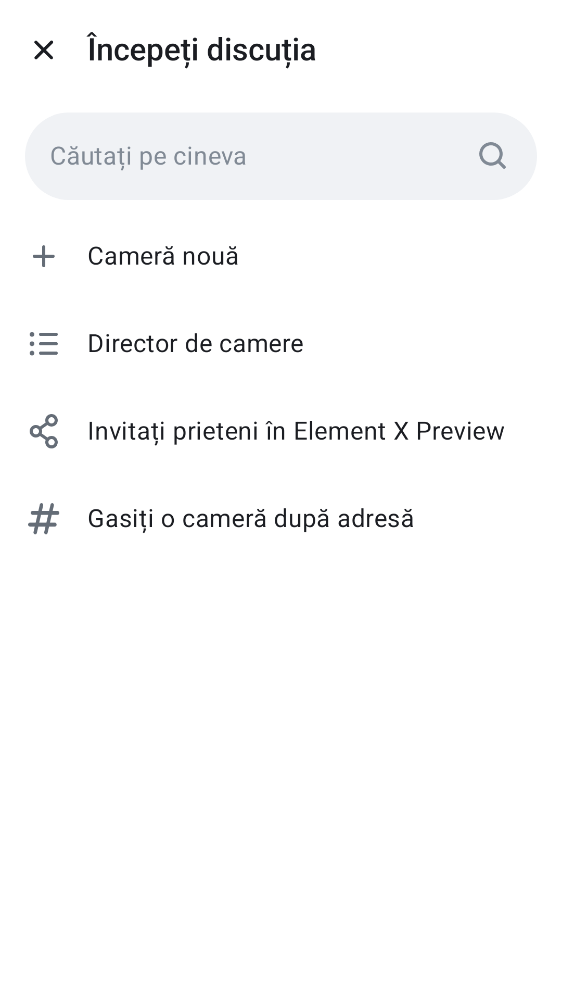 Începeți discuția
Căutați pe cineva
Cameră nouă
Director de camere
Invitați prieteni în Element X Preview
Gasiți o cameră după adresă